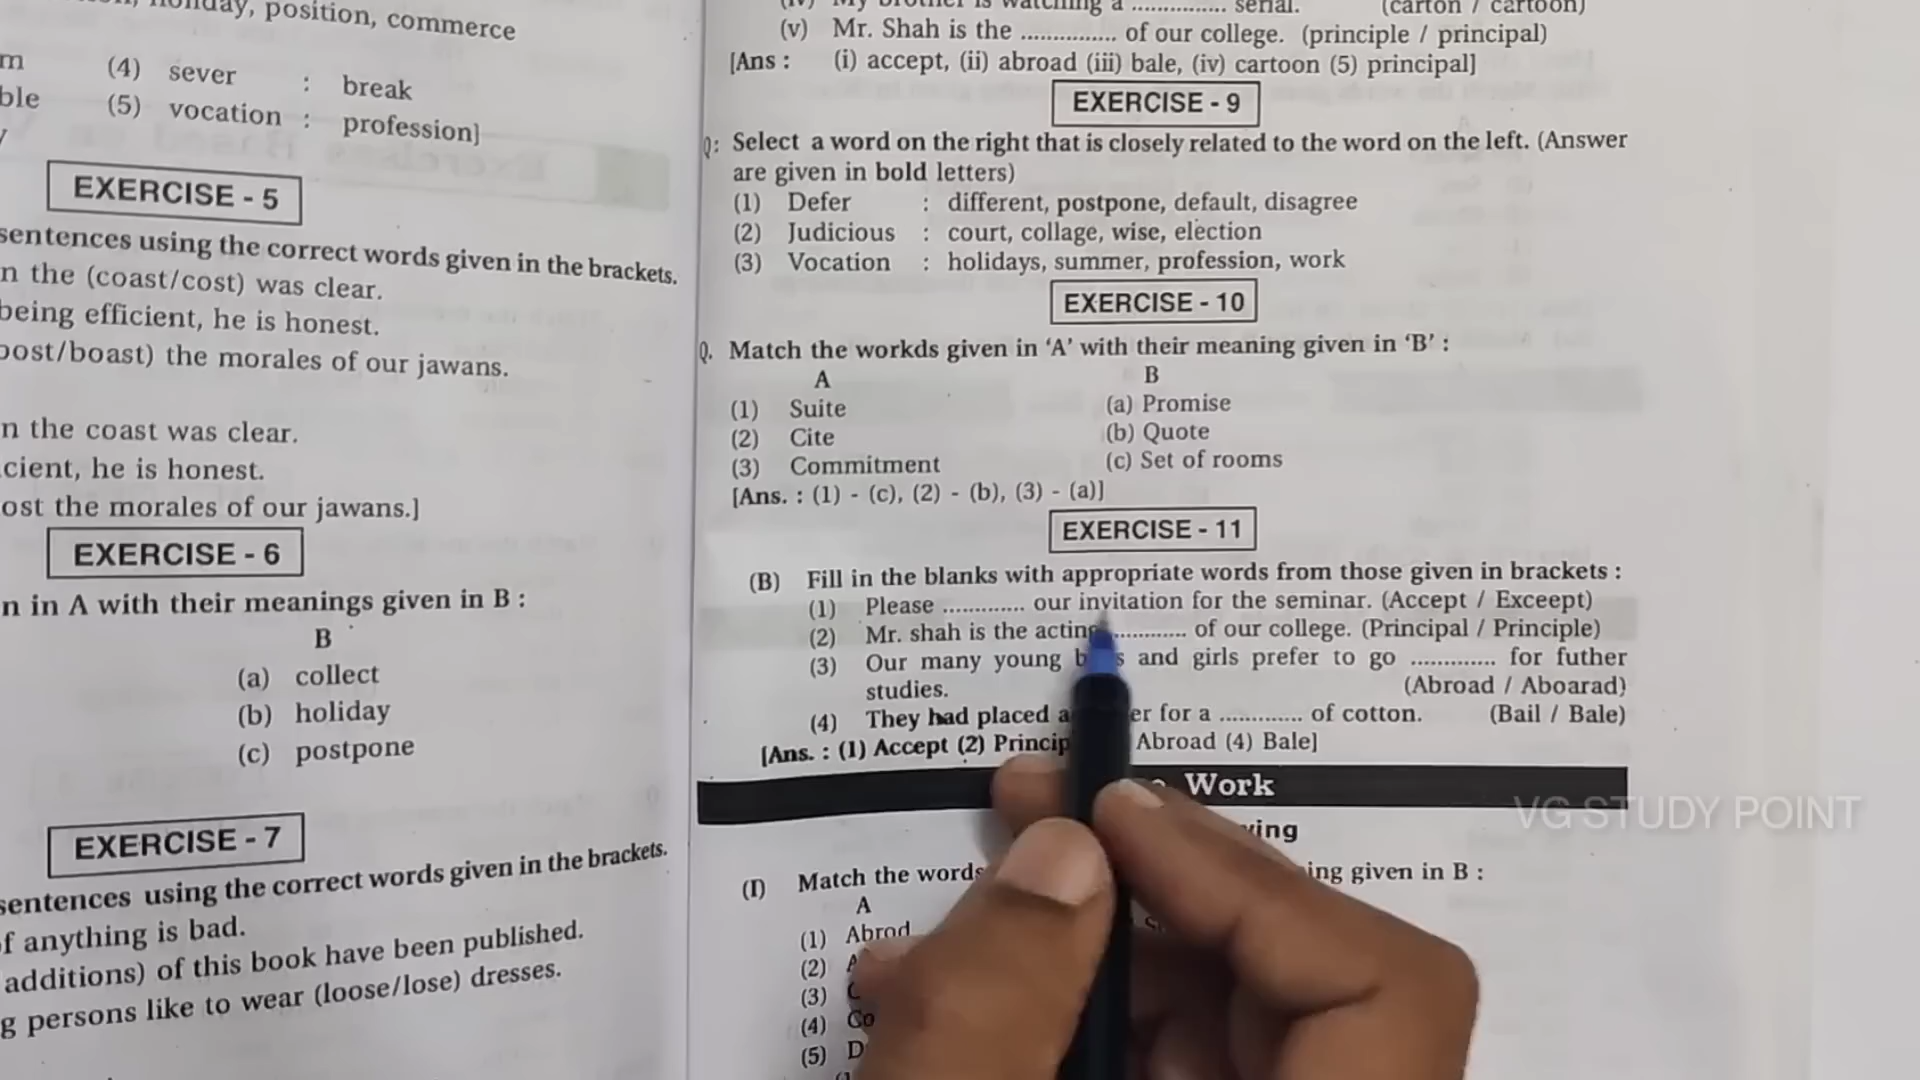 holiday, position, commerce
(4) sever : break
(5) vocation : profession]
EXERCISE - 5
sentences using the correct words given in the brackets.
n the (coast/cost) was clear.
being efficient, he is honest.
oost/boast) the morales of our jawans.
n the coast was clear.
cient, he is honest.
ost the morales of our jawans.]
EXERCISE - 6
n in A with their meanings given in B :
B
(a) collect
(b) holiday
(c) postpone
EXERCISE - 7
sentences using the correct words given in the brackets.
f anything is bad.
additions) of this book have been published.
g persons like to wear (loose/lose) dresses.
(iv) My brother is watching a .............. serial. (carton / cartoon)
(v) Mr. Shah is the .............. of our college. (principle / principal)
[Ans : (i) accept, (ii) abroad (iii) bale, (iv) cartoon (5) principal]
EXERCISE - 9
Q: Select a word on the right that is closely related to the word on the left. (Answer
are given in bold letters)
(1) Defer : different, postpone, default, disagree
(2) Judicious : court, collage, wise, election
(3) Vocation : holidays, summer, profession, work
EXERCISE - 10
Q. Match the workds given in ‘A’ with their meaning given in ‘B’ :
A B
(1) Suite (a) Promise
(2) Cite (b) Quote
(3) Commitment (c) Set of rooms
[Ans. : (1) - (c), (2) - (b), (3) - (a)]
EXERCISE - 11
(B) Fill in the blanks with appropriate words from those given in brackets :
(1) Please ............. our invitation for the seminar. (Accept / Exceept)
(2) Mr. shah is the acting ............ of our college. (Principal / Principle)
(3) Our many young and girls prefer to go ............. for futher
studies. (Abroad / Aboarad)
(4) They had placed a er for a ............. of cotton. (Bail / Bale)
[Ans. : (1) Accept (2) Princip Abroad (4) Bale]
Work
ing
(I) Match the words ing given in B :
A
(1) Abrod
(2) A
(3) C
(4) Co
(5) D
VG STUDY POINT